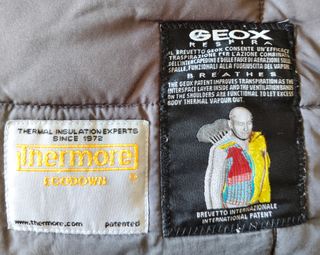 THERMAL INSULATION EXPERTS
SINCE 1972
thermore
ECODOWN
®
www.thermore.com patented
GEOX
RESPIRA
IL BREVETTO GEOX CONSENTE UN'EFFICACE
TRASPIRAZIONE PER L'AZIONE COMBINATA
DELL'INTERCAPEDINE E DELLE FASCE DI AERAZIONE SULLE
SPALLE, FUNZIONALI ALLA FUORIUSCITA DEL VAPORE
BREATHES
THE GEOX PATENT IMPROVES TRANSPIRATION AS THE
INTERSPACE LAYER INSIDE AND THE VENTILATION BANDS
ON THE SHOULDERS ARE FUNCTIONAL TO LET EXCESS
BODY THERMAL VAPOUR OUT.
BREVETTO INTERNAZIONALE
INTERNATIONAL PATENT